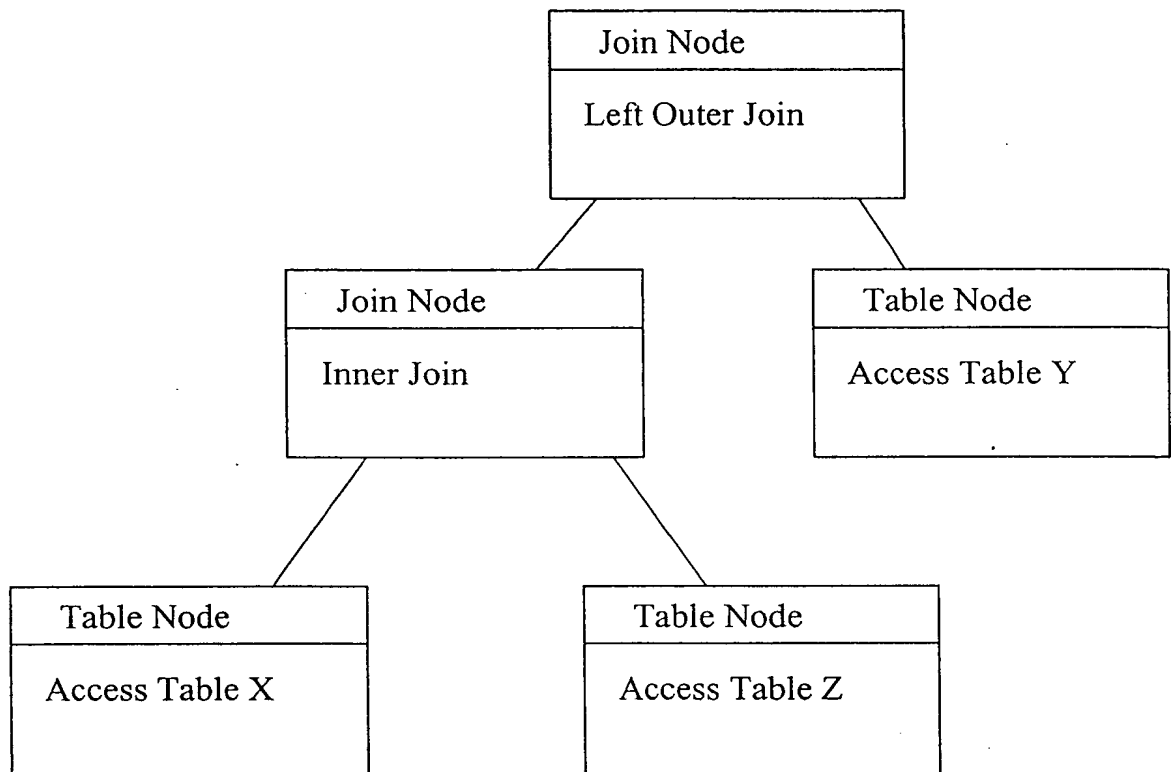 Join Node
Left Outer Join
Join Node
Inner Join
Table Node
Access Table Y
Table Node
Access Table X
Table Node
Access Table Z